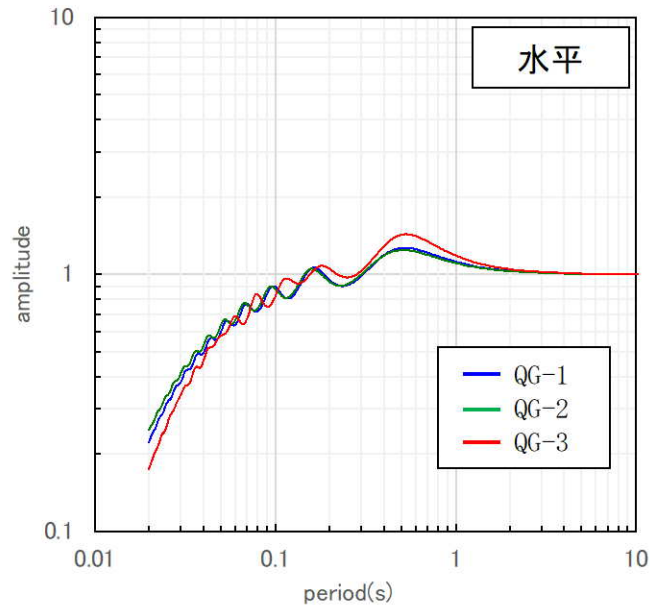 10
水平
amplitude
1
QG-1
QG-2
QG-3
0.1
0.01
0.1
1
10
period(s)